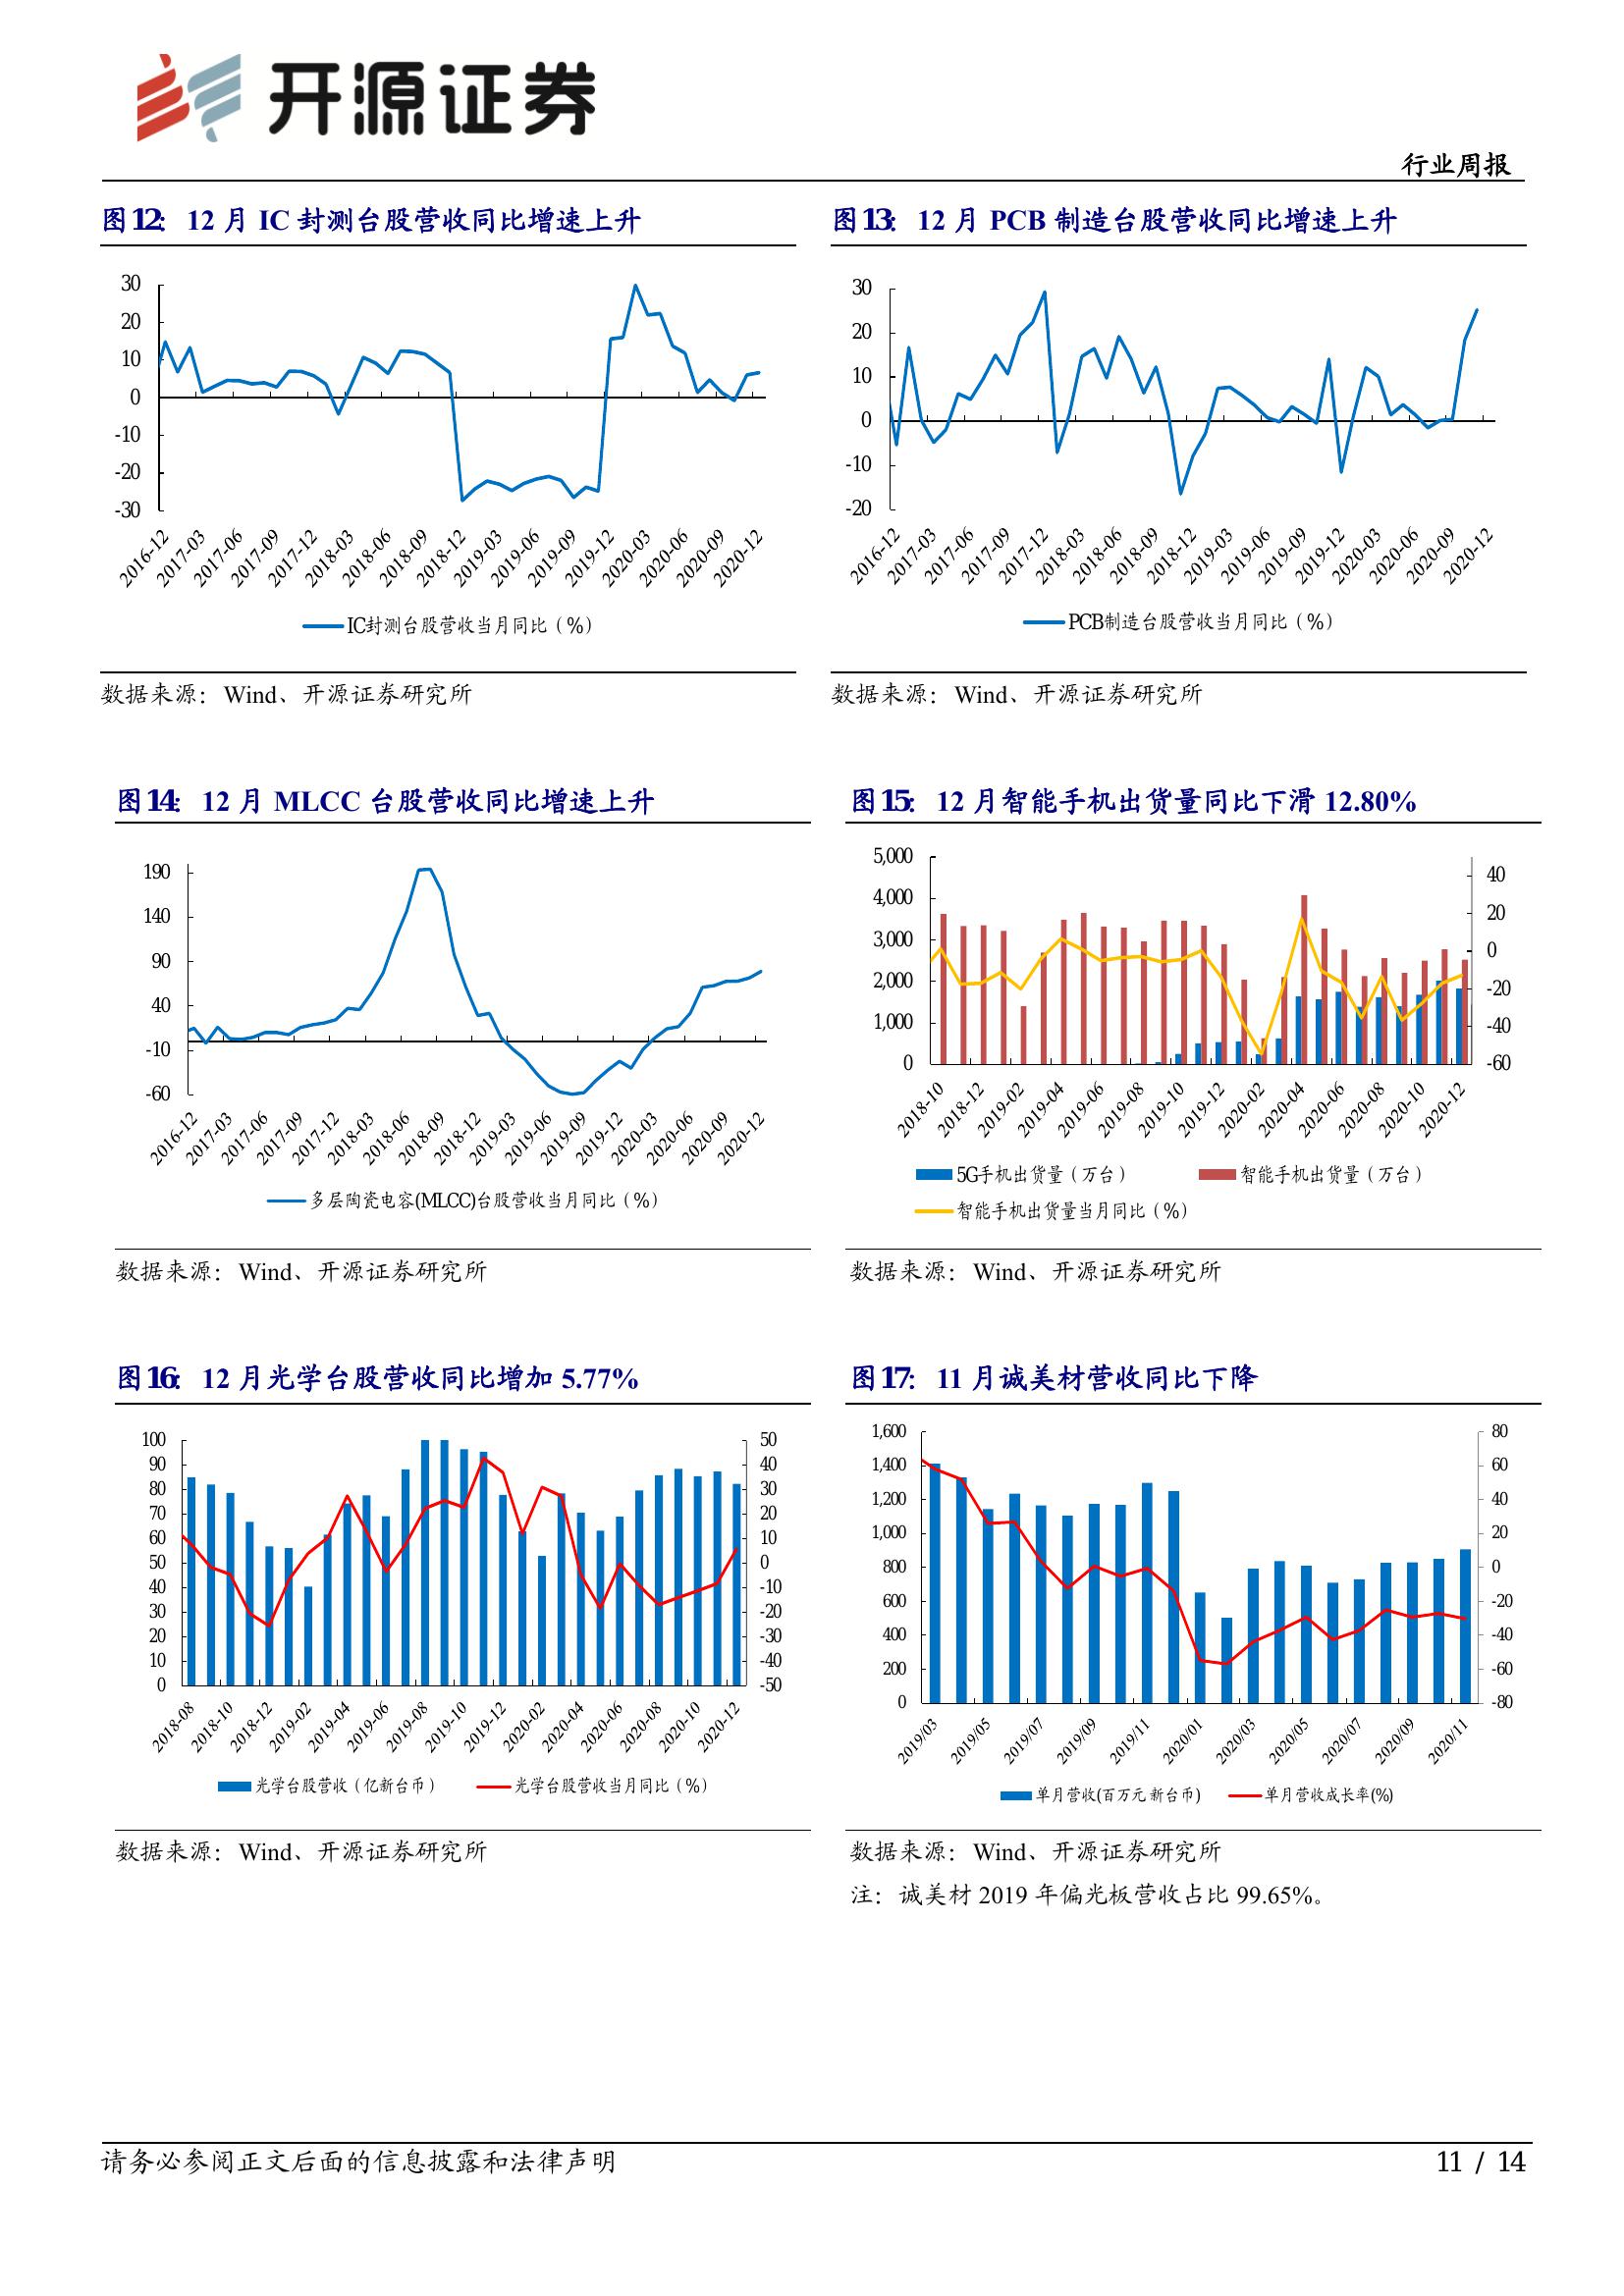 开源证券
行业周报
图12： 12 月 IC 封测台股营收同比增速上升
30
20
10
0
-10
-20
-30
2016-12 2017-03 2017-06 2017-09 2017-12 2018-03 2018-06 2018-09 2018-12 2019-03 2019-06 2019-09 2019-12 2020-03 2020-06 2020-09 2020-12
IC封测台股营收当月同比（%）
数据来源：Wind、开源证券研究所
图13： 12 月 PCB 制造台股营收同比增速上升
30
20
10
0
-10
-20
2016-12 2017-03 2017-06 2017-09 2017-12 2018-03 2018-06 2018-09 2018-12 2019-03 2019-06 2019-09 2019-12 2020-03 2020-06 2020-09 2020-12
PCB制造台股营收当月同比（%）
数据来源：Wind、开源证券研究所
图14： 12 月 MLCC 台股营收同比增速上升
190
140
90
40
-10
-60
2016-12 2017-03 2017-06 2017-09 2017-12 2018-03 2018-06 2018-09 2018-12 2019-03 2019-06 2019-09 2019-12 2020-03 2020-06 2020-09 2020-12
多层陶瓷电容(MLCC)台股营收当月同比（%）
数据来源：Wind、开源证券研究所
图15： 12 月智能手机出货量同比下滑 12.80%
5,000
4,000
3,000
2,000
1,000
0
40
20
0
-20
-40
-60
2018-10 2018-12 2019-02 2019-04 2019-06 2019-08 2019-10 2019-12 2020-02 2020-04 2020-06 2020-08 2020-10 2020-12
5G手机出货量（万台） 智能手机出货量（万台）
智能手机出货量当月同比（%）
数据来源：Wind、开源证券研究所
图16： 12 月光学台股营收同比增加 5.77%
100
90
80
70
60
50
40
30
20
10
0
50
40
30
20
10
0
-10
-20
-30
-40
-50
2018-08 2018-10 2018-12 2019-02 2019-04 2019-06 2019-08 2019-10 2019-12 2020-02 2020-04 2020-06 2020-08 2020-10 2020-12
光学台股营收（亿新台币） 光学台股营收当月同比（%）
数据来源：Wind、开源证券研究所
图17： 11 月诚美材营收同比下降
1,600
1,400
1,200
1,000
800
600
400
200
0
80
60
40
20
0
-20
-40
-60
-80
2019/03 2019/05 2019/07 2019/09 2019/11 2020/01 2020/03 2020/05 2020/07 2020/09 2020/11
单月营收(百万元 新台币) 单月营收成长率(%)
数据来源：Wind、开源证券研究所
注：诚美材 2019 年偏光板营收占比 99.65%。
请务必参阅正文后面的信息披露和法律声明
11 / 14